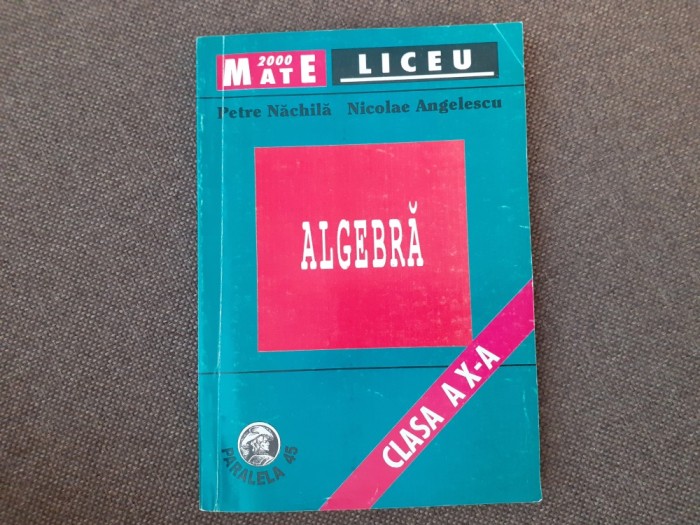 2000
MATE
LICEU
Petre Năchilă Nicolae Angelescu
ALGEBRĂ
CLASA A X-A
PARALELA 45